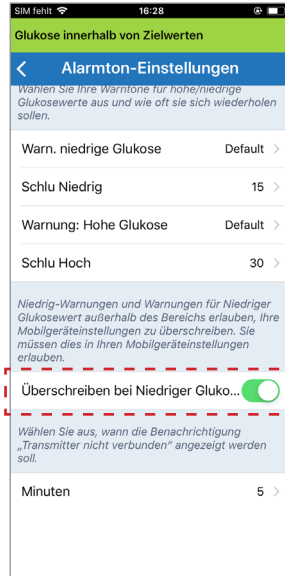 SIM fehlt 16:28
Glukose innerhalb von Zielwerten
Alarmton-Einstellungen
Wählen Sie Ihre Warntöne für hohe/niedrige
Glukosewerte aus und wie oft sie sich wiederholen
sollen.
Warn. niedrige Glukose Default
Schlu Niedrig 15
Warnung: Hohe Glukose Default
Schlu Hoch 30
Niedrig-Warnungen und Warnungen für Niedriger
Glukosewert außerhalb des Bereichs erlauben, Ihre
Mobilgeräteinstellungen zu überschreiben. Sie
müssen dies in Ihren Mobilgeräteinstellungen
erlauben.
Überschreiben bei Niedriger Gluko...
Wählen Sie aus, wann die Benachrichtigung
„Transmitter nicht verbunden" angezeigt werden
soll.
Minuten 5